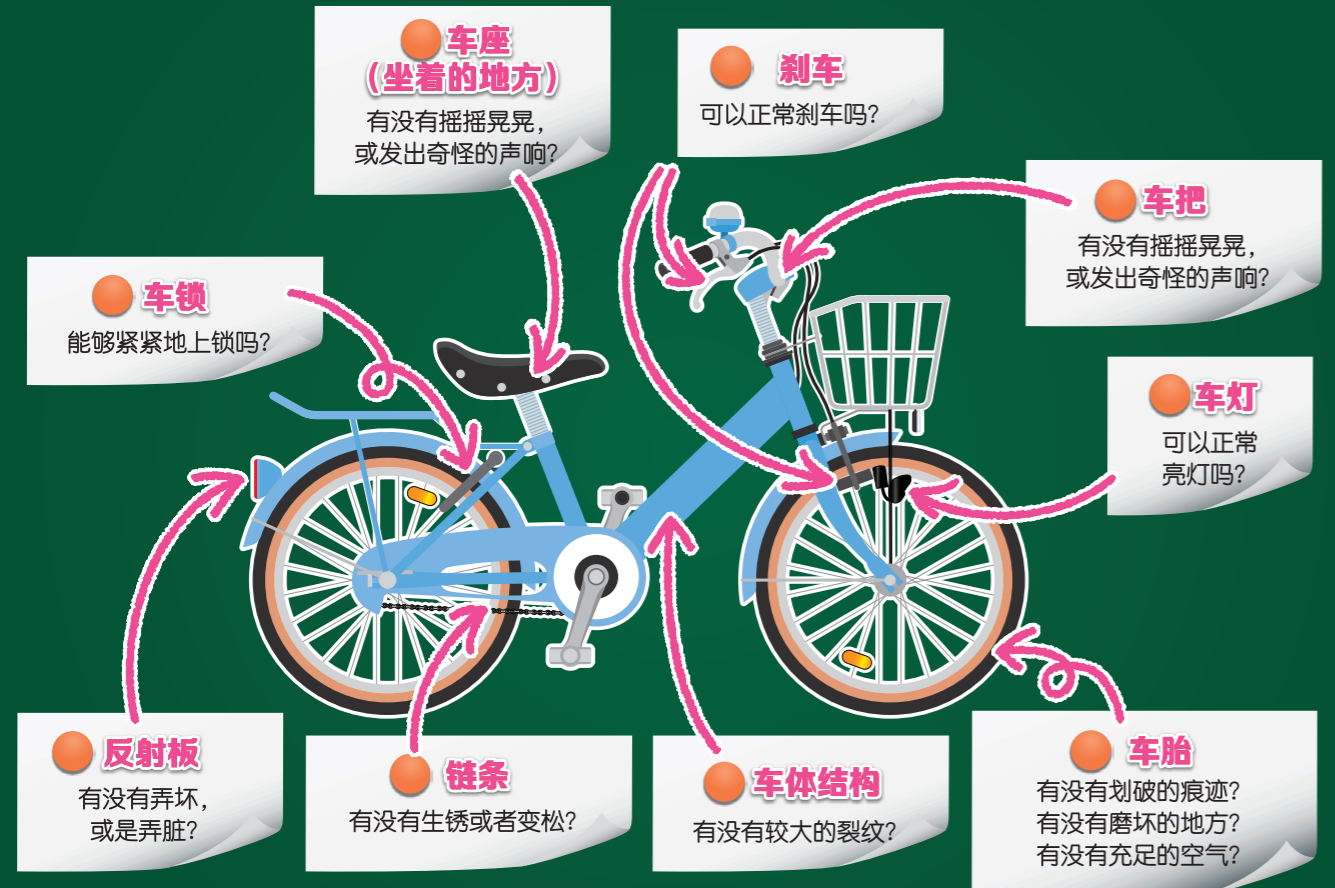 车座
（坐着的地方）
有没有摇摇晃晃，
或发出奇怪的声响？
刹车
可以正常刹车吗？
车把
有没有摇摇晃晃，
或发出奇怪的声响？
车锁
能够紧紧地上锁吗？
车灯
可以正常
亮灯吗？
反射板
有没有弄坏，
或是弄脏？
链条
有没有生锈或者变松？
车体结构
有没有较大的裂纹？
车胎
有没有划破的痕迹？
有没有磨坏的地方？
有没有充足的空气？